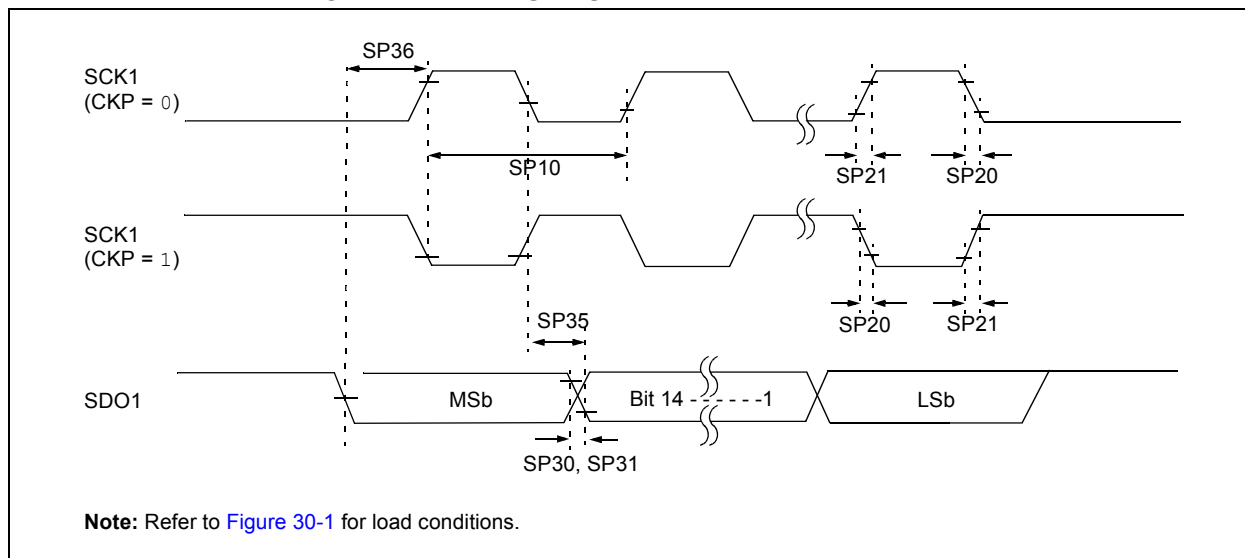 SP36
SCK1
(CKP = 0)
SP10
SP21
SP20
SCK1
(CKP = 1)
SP35
SP20
SP21
SDO1
MSb
Bit 14 - - - - - -1
LSb
SP30, SP31
Note: Refer to Figure 30-1 for load conditions.